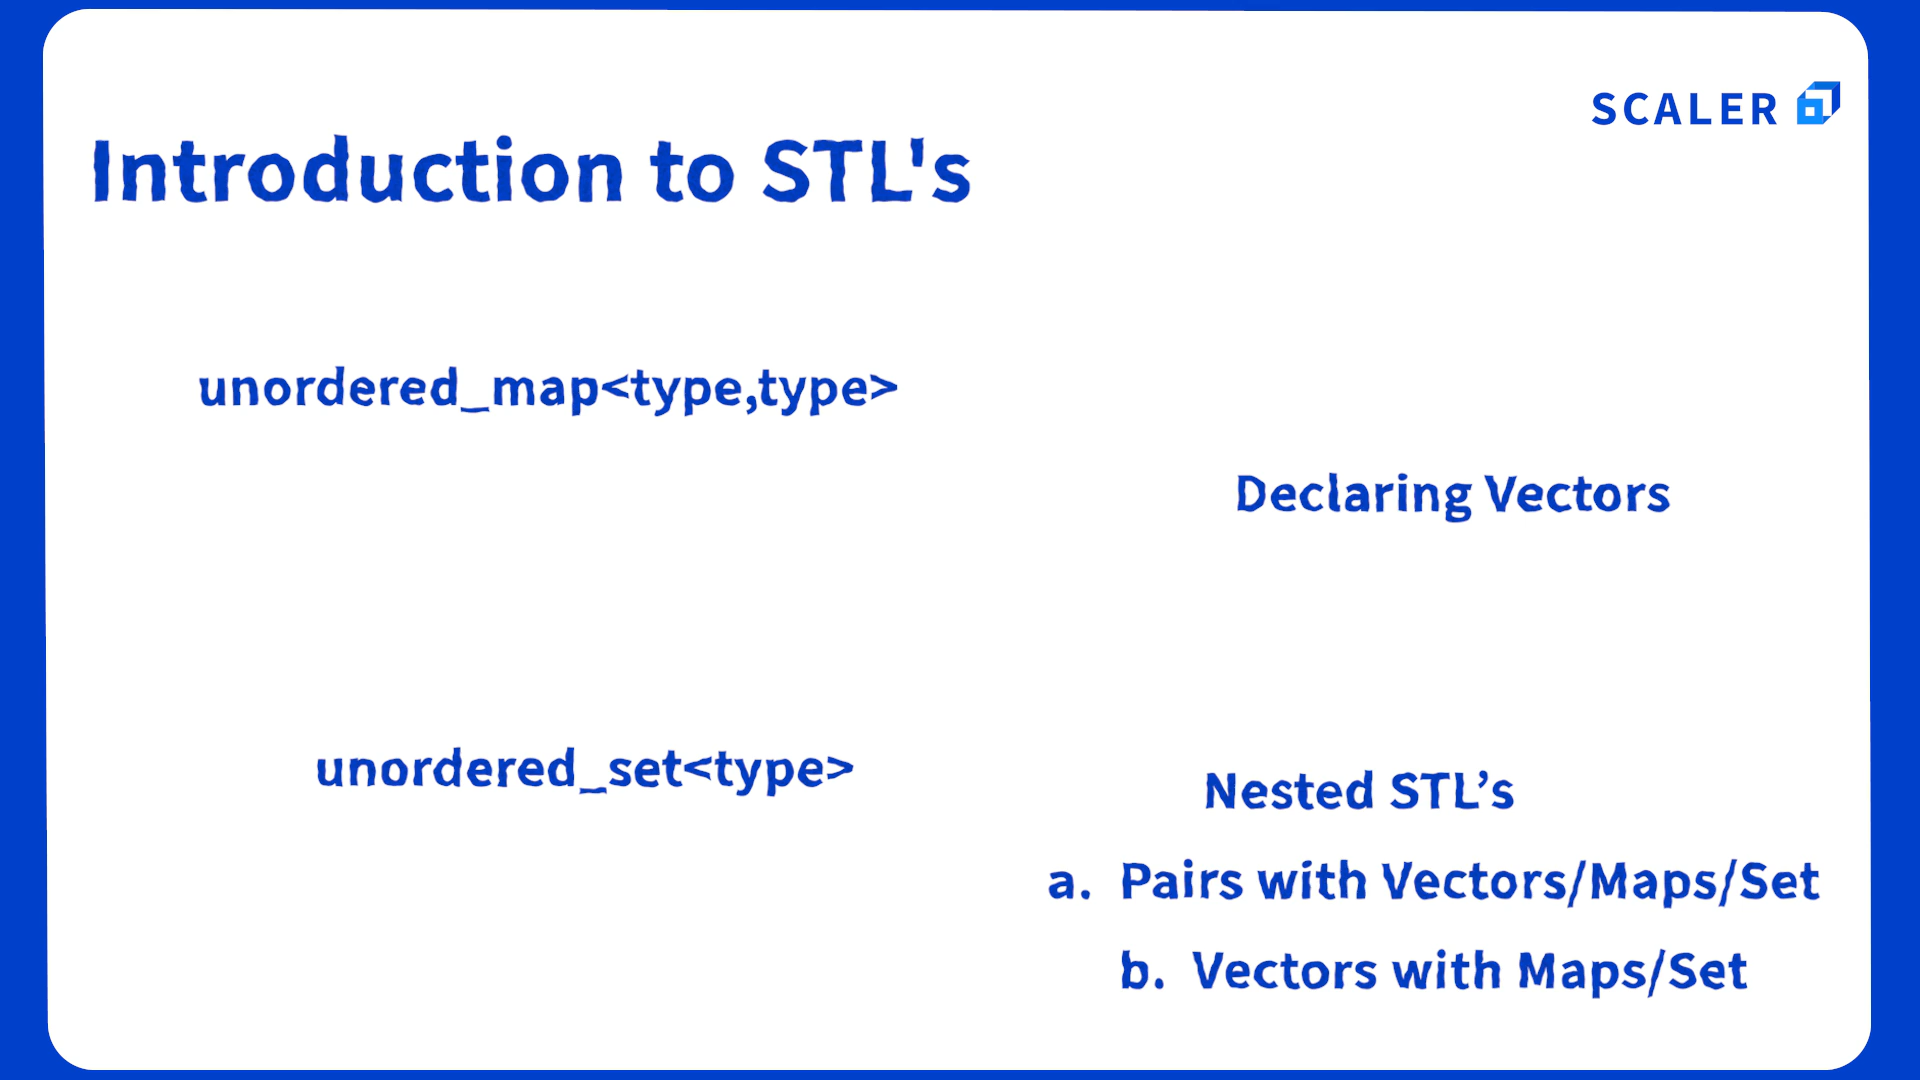 SCALER
Introduction to STL's
unordered_map<type,type>
Declaring Vectors
unordered_set<type>
Nested STL’s
a. Pairs with Vectors/Maps/Set
b. Vectors with Maps/Set